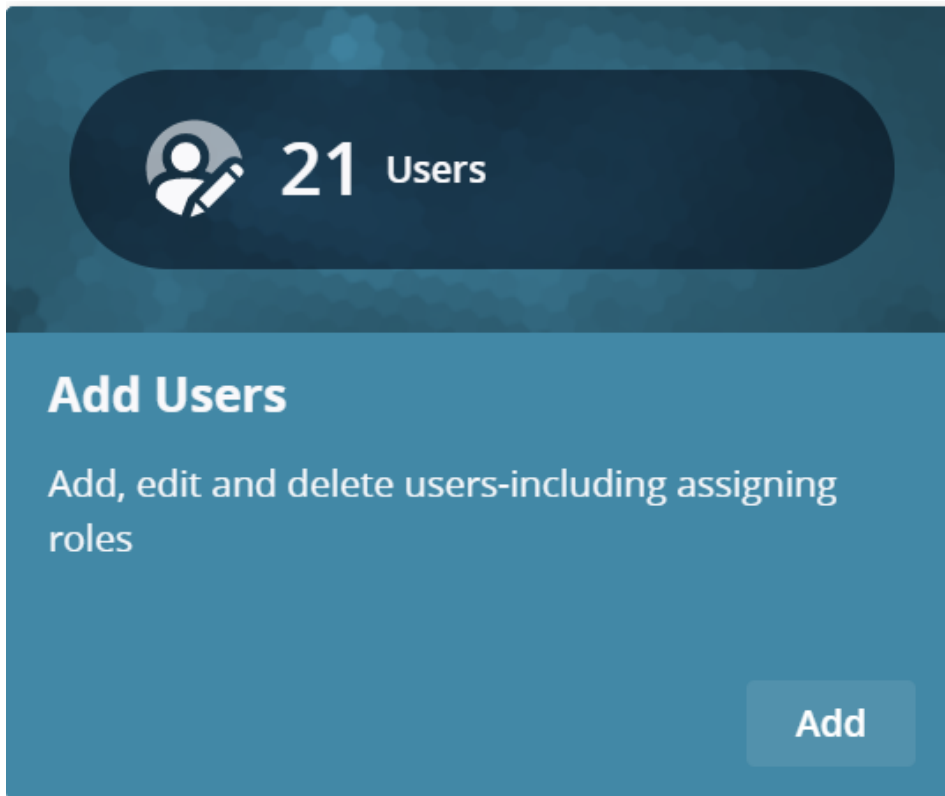 21 Users
Add Users
Add, edit and delete users-including assigning
roles
Add